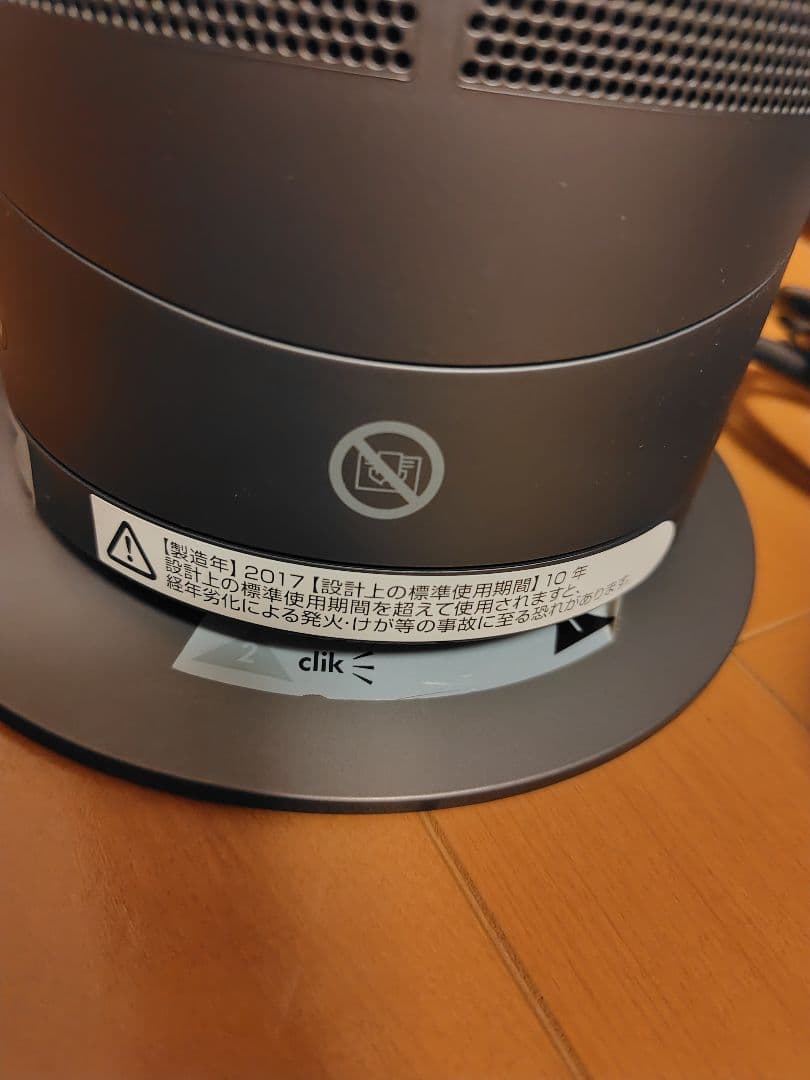 【製造年】2017【設計上の標準使用期間】10年
設計上の標準使用期間を超えて使用されますと、
経年劣化による発火・けが等の事故に至る恐れがあります
2
clik